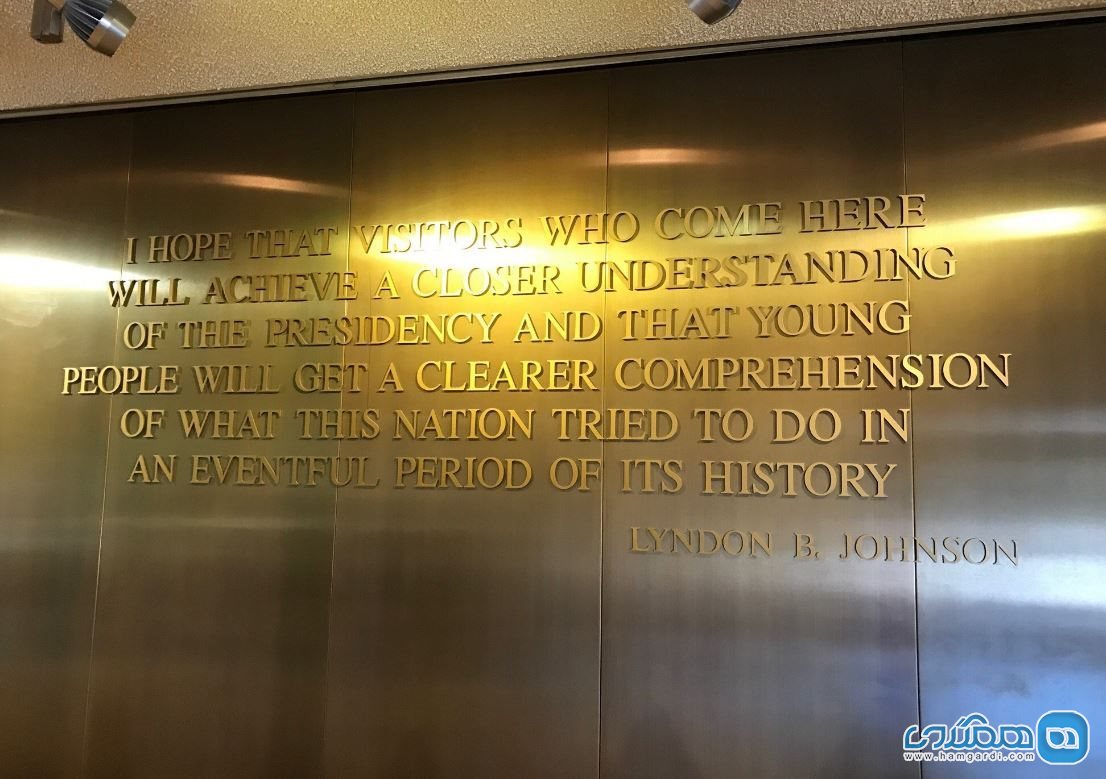 I HOPE THAT VISITORS WHO COME HERE
WILL ACHIEVE A CLOSER UNDERSTANDING
OF THE PRESIDENCY AND THAT YOUNG
PEOPLE WILL GET A CLEARER COMPREHENSION
OF WHAT THIS NATION TRIED TO DO IN
AN EVENTFUL PERIOD OF ITS HISTORY
LYNDON B. JOHNSON
همگردی
www.hamgardi.com